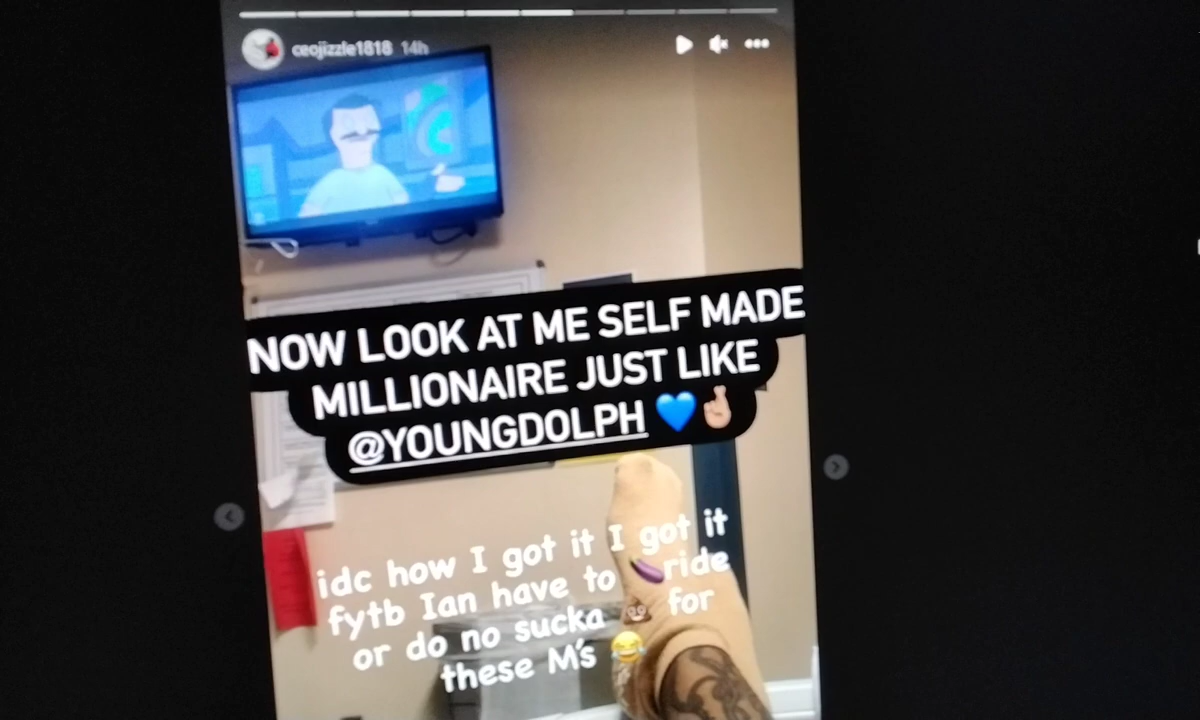 ceojizzle1818 14h
NOW LOOK AT ME SELF MADE
MILLIONAIRE JUST LIKE
@YOUNGDOLPH 💙🤞🏼
idc how I got it I got it
fytb Ian have to 🍆ride
or do no sucka 💩 for
these M's 😂